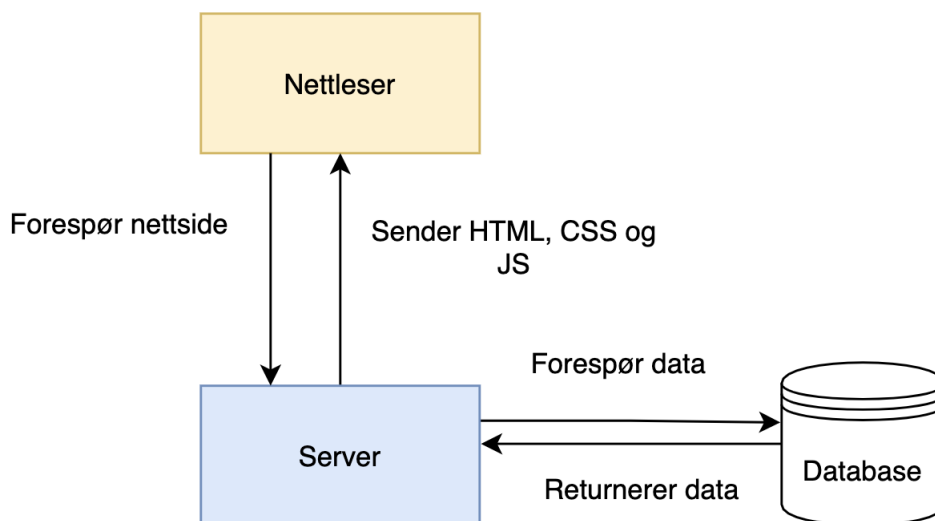 Nettleser
Forespør nettside
Sender HTML, CSS og
JS
Forespør data
Server
Database
Returnerer data